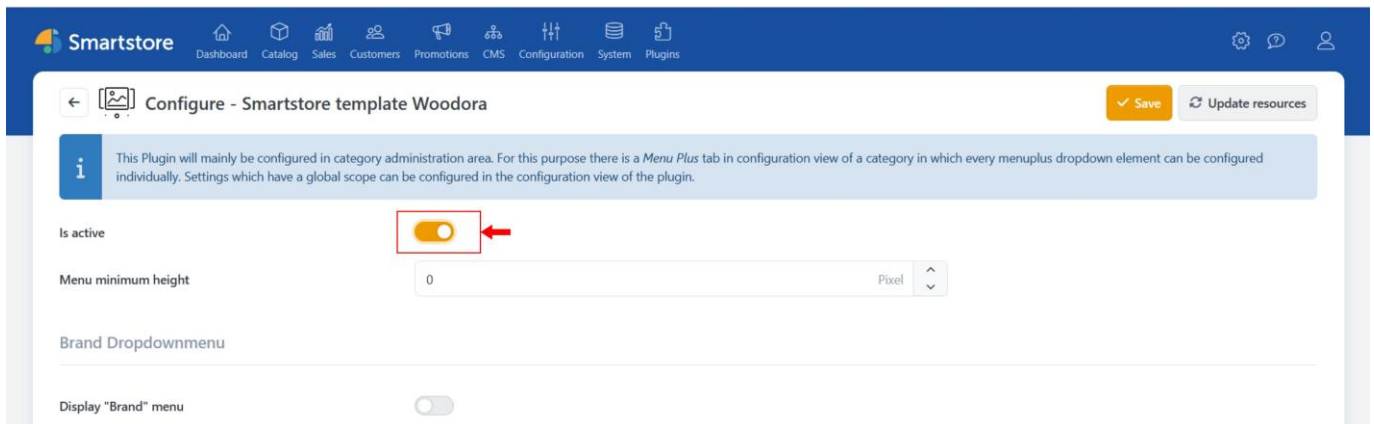 Smartstore
Dashboard Catalog Sales Customers Promotions CMS Configuration System Plugins
Configure - Smartstore template Woodora
Save
Update resources
This Plugin will mainly be configured in category administration area. For this purpose there is a Menu Plus tab in configuration view of a category in which every menuplus dropdown element can be configured
individually. Settings which have a global scope can be configured in the configuration view of the plugin.
Is active
Menu minimum height
0
Pixel
Brand Dropdownmenu
Display "Brand" menu